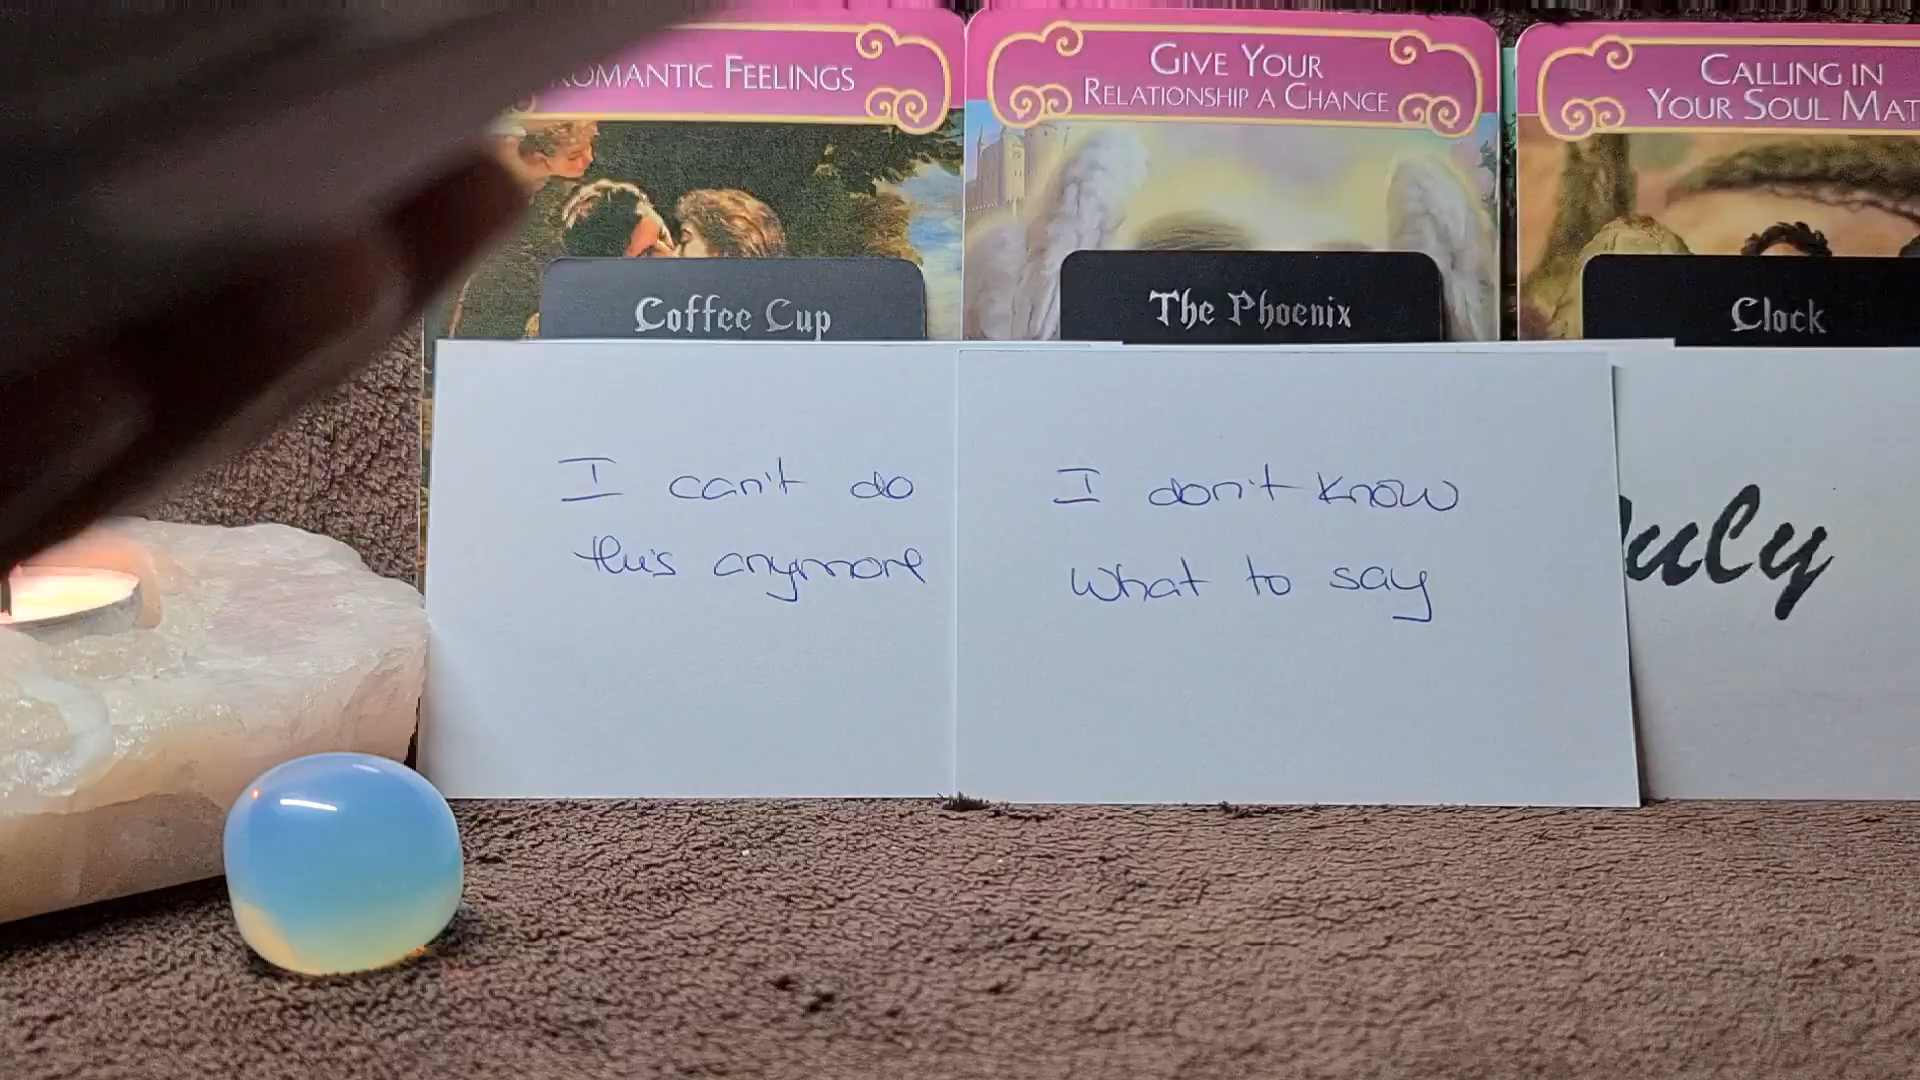 ROMANTIC FEELINGS
GIVE YOUR
RELATIONSHIP A CHANCE
CALLING IN
YOUR SOUL MAT
Coffee Cup
The Phoenix
Clock
I can't do
this anymore
I don't know
what to say
uly